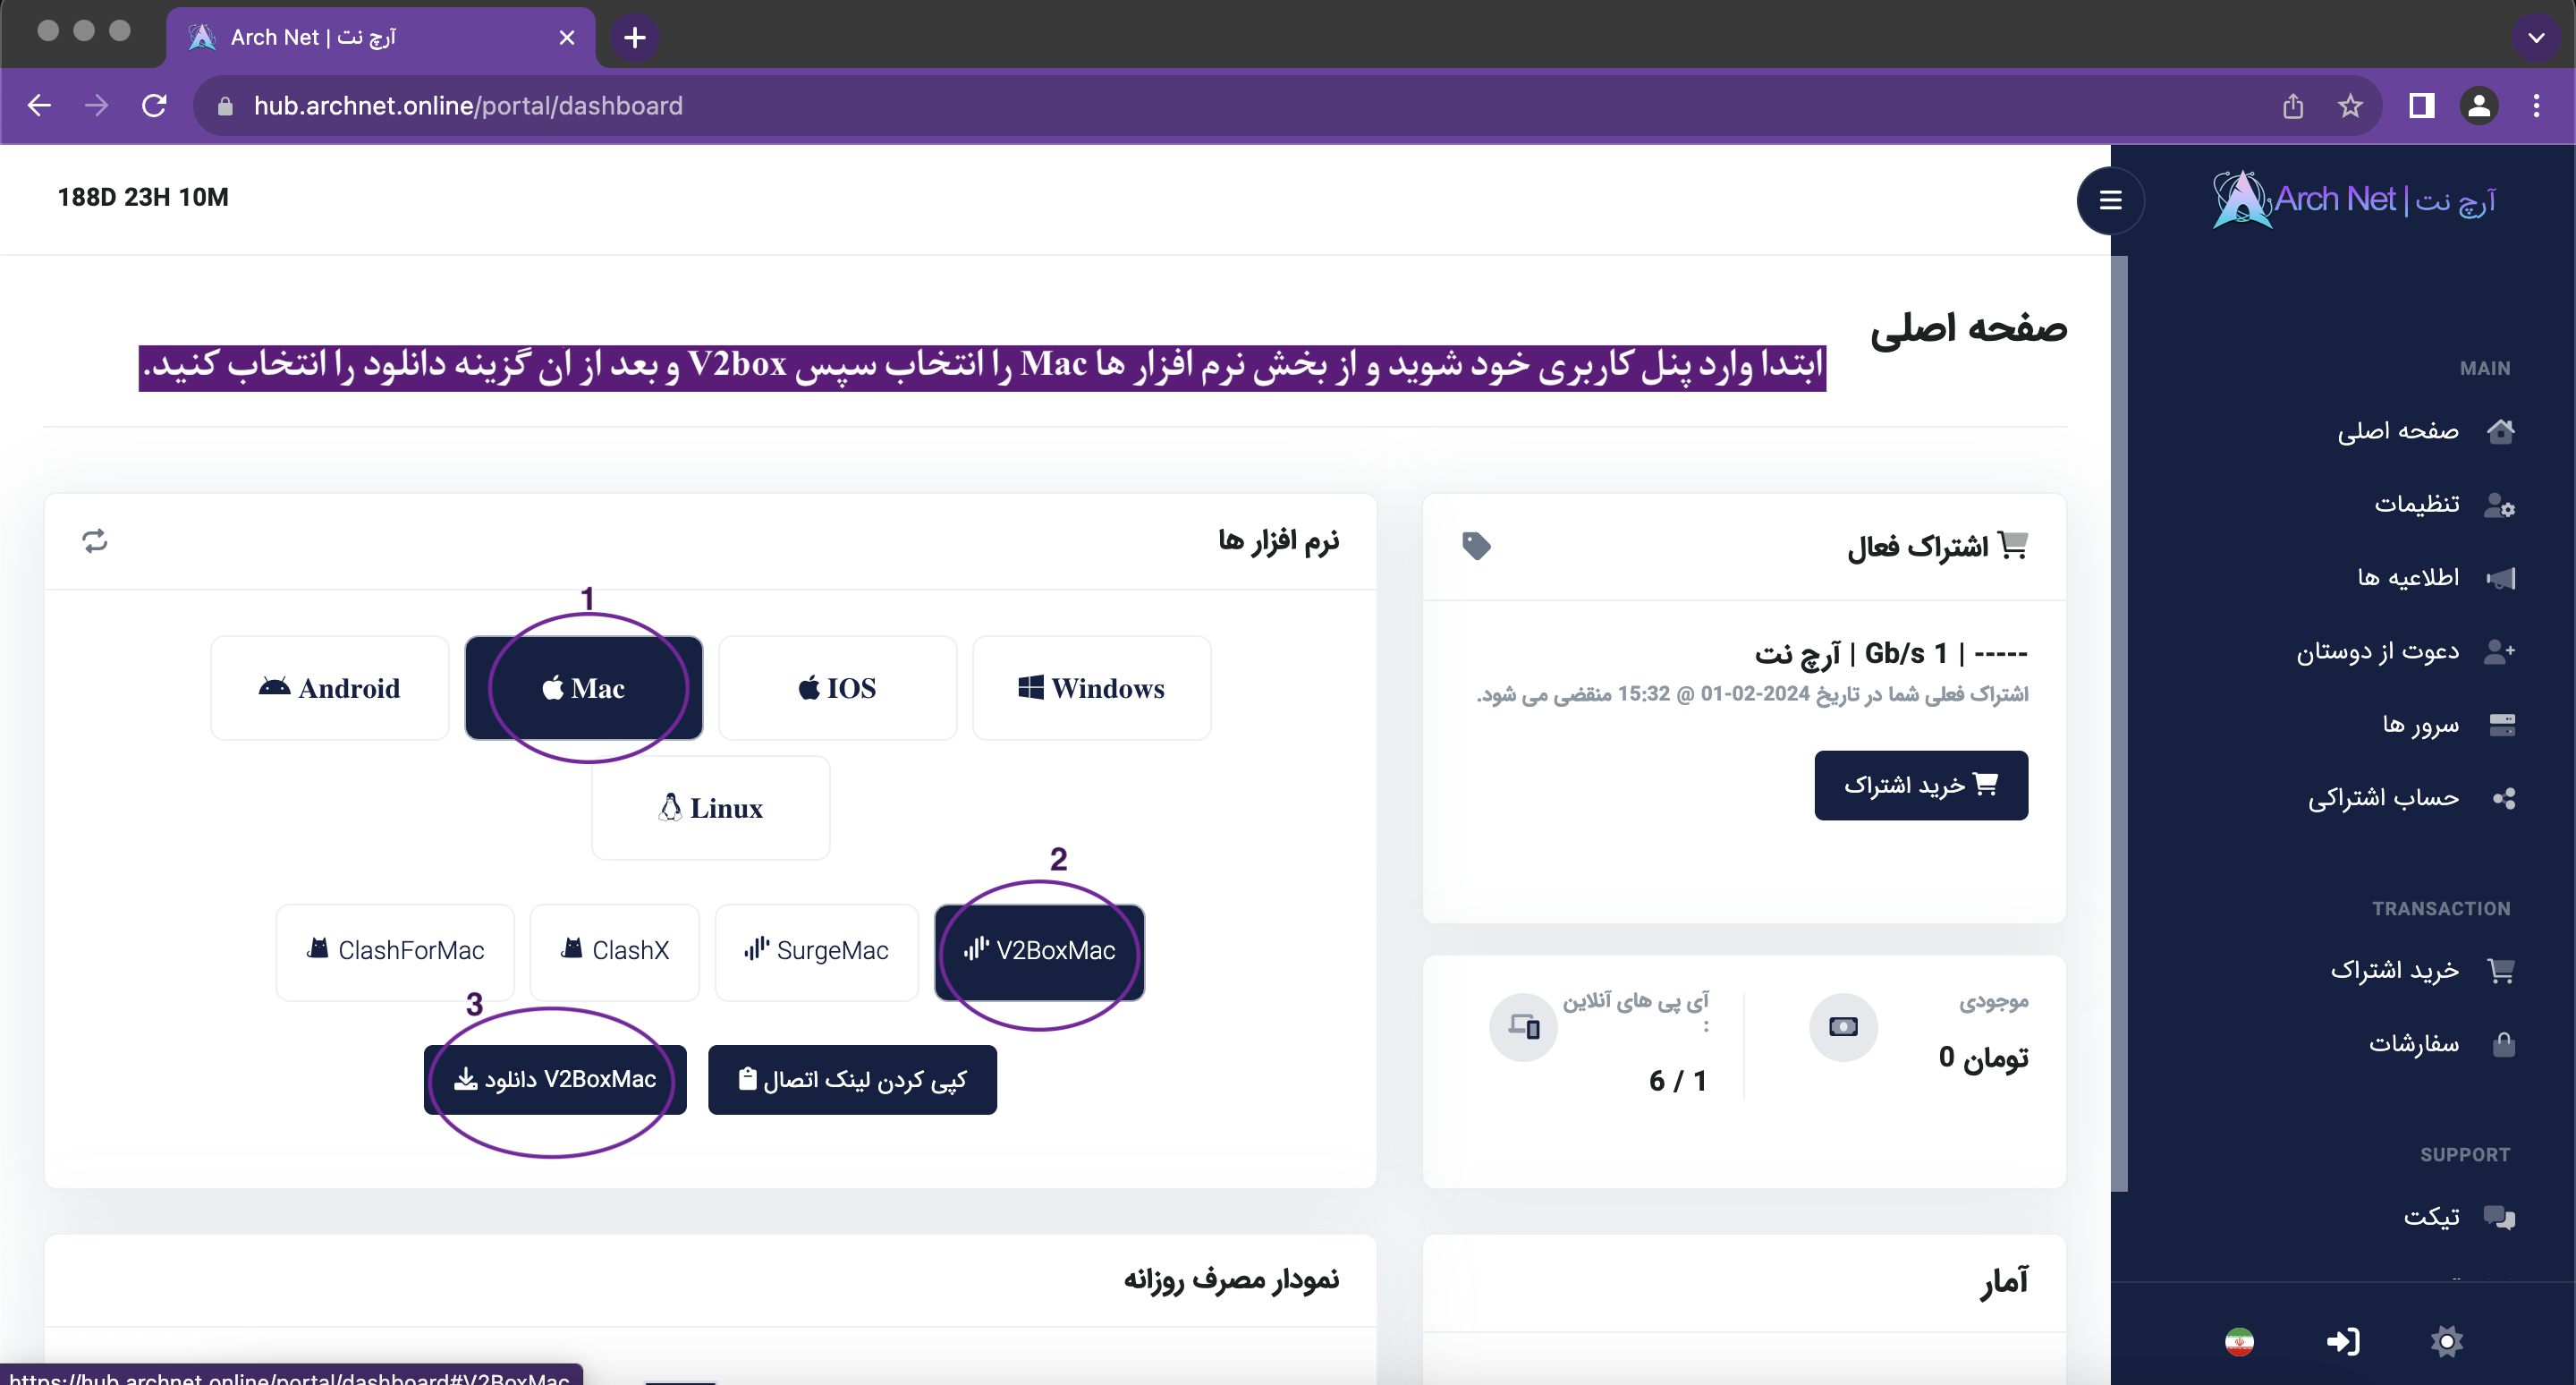 Arch Net | آرچ نت
hub.archnet.online/portal/dashboard
188D 23H 10M
Arch Net | آرچ نت
صفحه اصلی
ابتدا وارد پنل کاربری خود شوید و از بخش نرم افزار ها Mac را انتخاب سپس V2box و بعد از ان گزینه دانلود را انتخاب کنید.
MAIN
صفحه اصلی
تنظیمات
اطلاعیه ها
دعوت از دوستان
سرور ها
حساب اشتراکی
TRANSACTION
خرید اشتراک
سفارشات
SUPPORT
تیکت
اشتراک فعال
آرچ نت | Gb/s 1 | -----
اشتراک فعلی شما در تاریخ 2024-02-01 @ 15:32 منقضی می شود.
خرید اشتراک
موجودی
0 تومان
آی پی های آنلاین
:
6 / 1
آمار
نرم افزار ها
1
Android
Mac
IOS
Windows
Linux
2
ClashForMac
ClashX
SurgeMac
V2BoxMac
3
دانلود V2BoxMac
کپی کردن لینک اتصال
نمودار مصرف روزانه
https://hub.archnet.online/portal/dashboard#V2BoxMac